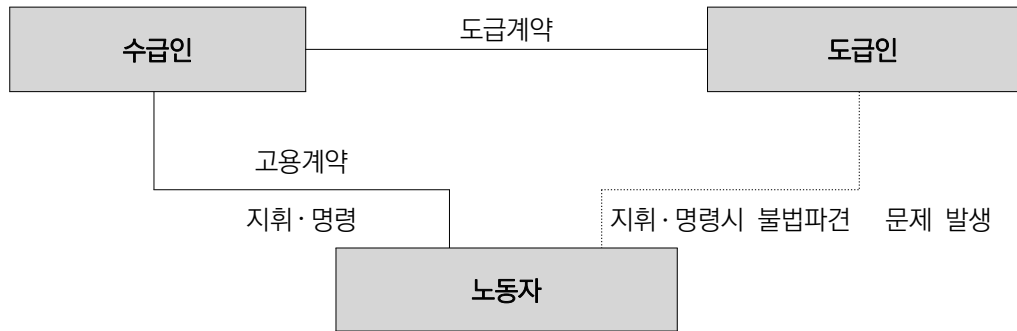 도급계약
수급인
도급인
고용계약
지휘·명령
지휘·명령시 불법파견 문제 발생
노동자